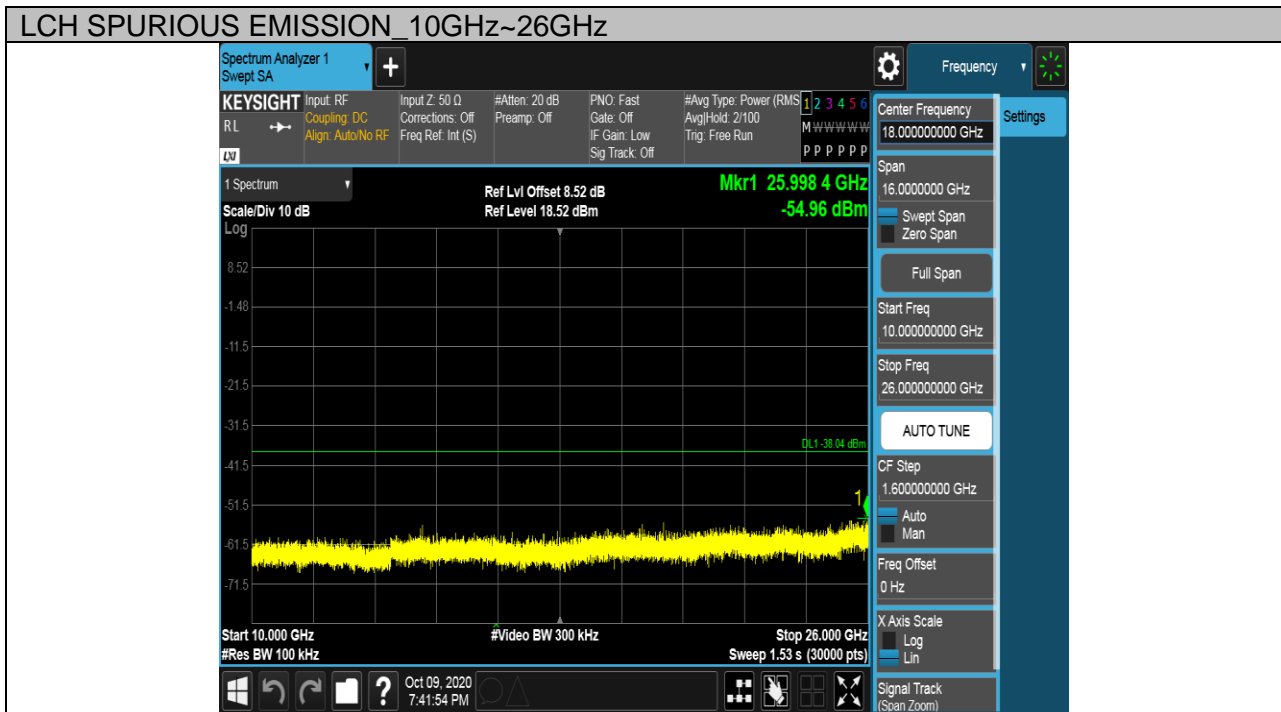 LCH SPURIOUS EMISSION_10GHz~26GHz
Spectrum Analyzer 1
Swept SA
Frequency
KEYSIGHT
RL
LXI
Input: RF
Coupling: DC
Align: Auto/No RF
Input Z: 50 Ω
Corrections: Off
Freq Ref: Int (S)
#Atten: 20 dB
Preamp: Off
PNO: Fast
Gate: Off
IF Gain: Low
Sig Track: Off
#Avg Type: Power (RMS
Avg|Hold: 2/100
Trig: Free Run
1 2 3 4 5 6
M W W W W W
P P P P P P
1 Spectrum
Scale/Div 10 dB
Ref Lvl Offset 8.52 dB
Ref Level 18.52 dBm
Mkr1 25.998 4 GHz
-54.96 dBm
Log
8.52
-1.48
-11.5
-21.5
-31.5
DL1 -38.04 dBm
-41.5
-51.5
1
-61.5
-71.5
Start 10.000 GHz
#Res BW 100 kHz
#Video BW 300 kHz
Stop 26.000 GHz
Sweep 1.53 s (30000 pts)
?
Oct 09, 2020
7:41:54 PM
Center Frequency
18.000000000 GHz
Settings
Span
16.0000000 GHz
Swept Span
Zero Span
Full Span
Start Freq
10.000000000 GHz
Stop Freq
26.000000000 GHz
AUTO TUNE
CF Step
1.600000000 GHz
Auto
Man
Freq Offset
0 Hz
X Axis Scale
Log
Lin
Signal Track
(Span Zoom)